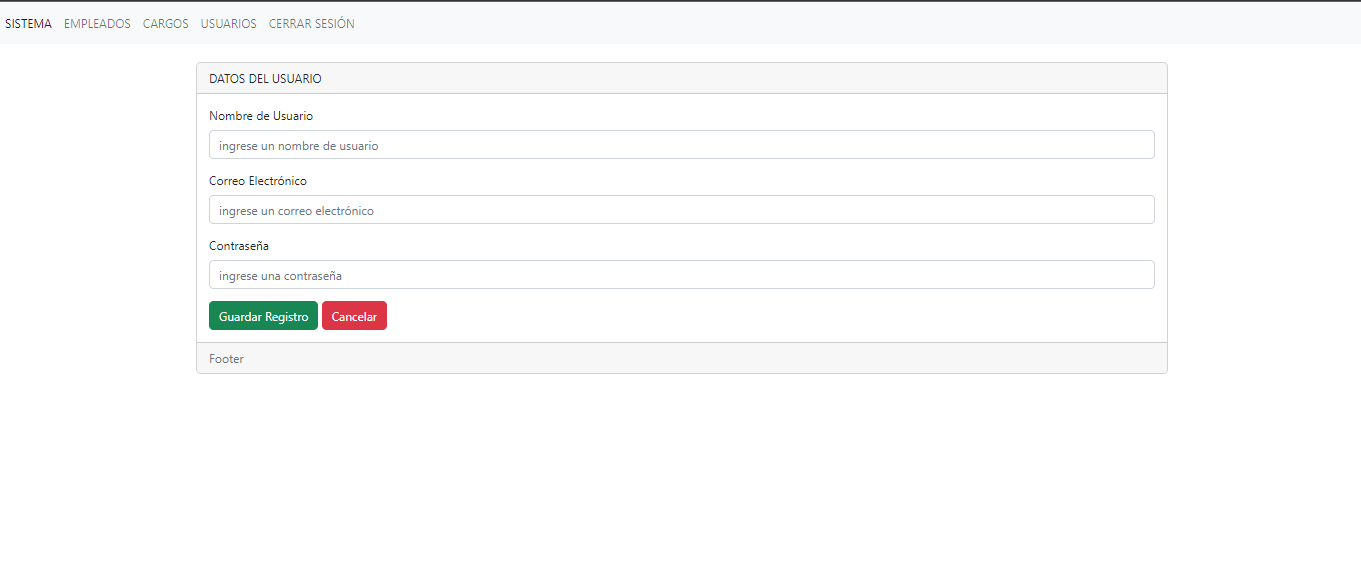 SISTEMA EMPLEADOS CARGOS USUARIOS CERRAR SESIÓN
DATOS DEL USUARIO
Nombre de Usuario
ingrese un nombre de usuario
Correo Electrónico
ingrese un correo electrónico
Contraseña
ingrese una contraseña
Guardar Registro Cancelar
Footer